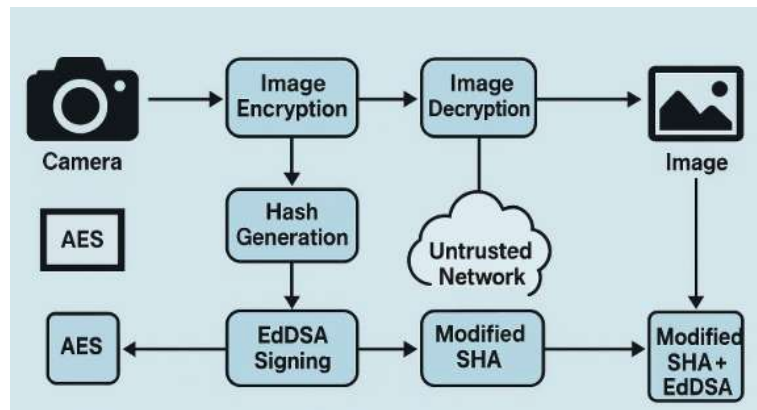 Image
Encryption
Image
Decryption
Camera
Image
AES
Hash
Generation
Untrusted
Network
AES
EdDSA
Signing
Modified
SHA
Modified
SHA+
EdDSA